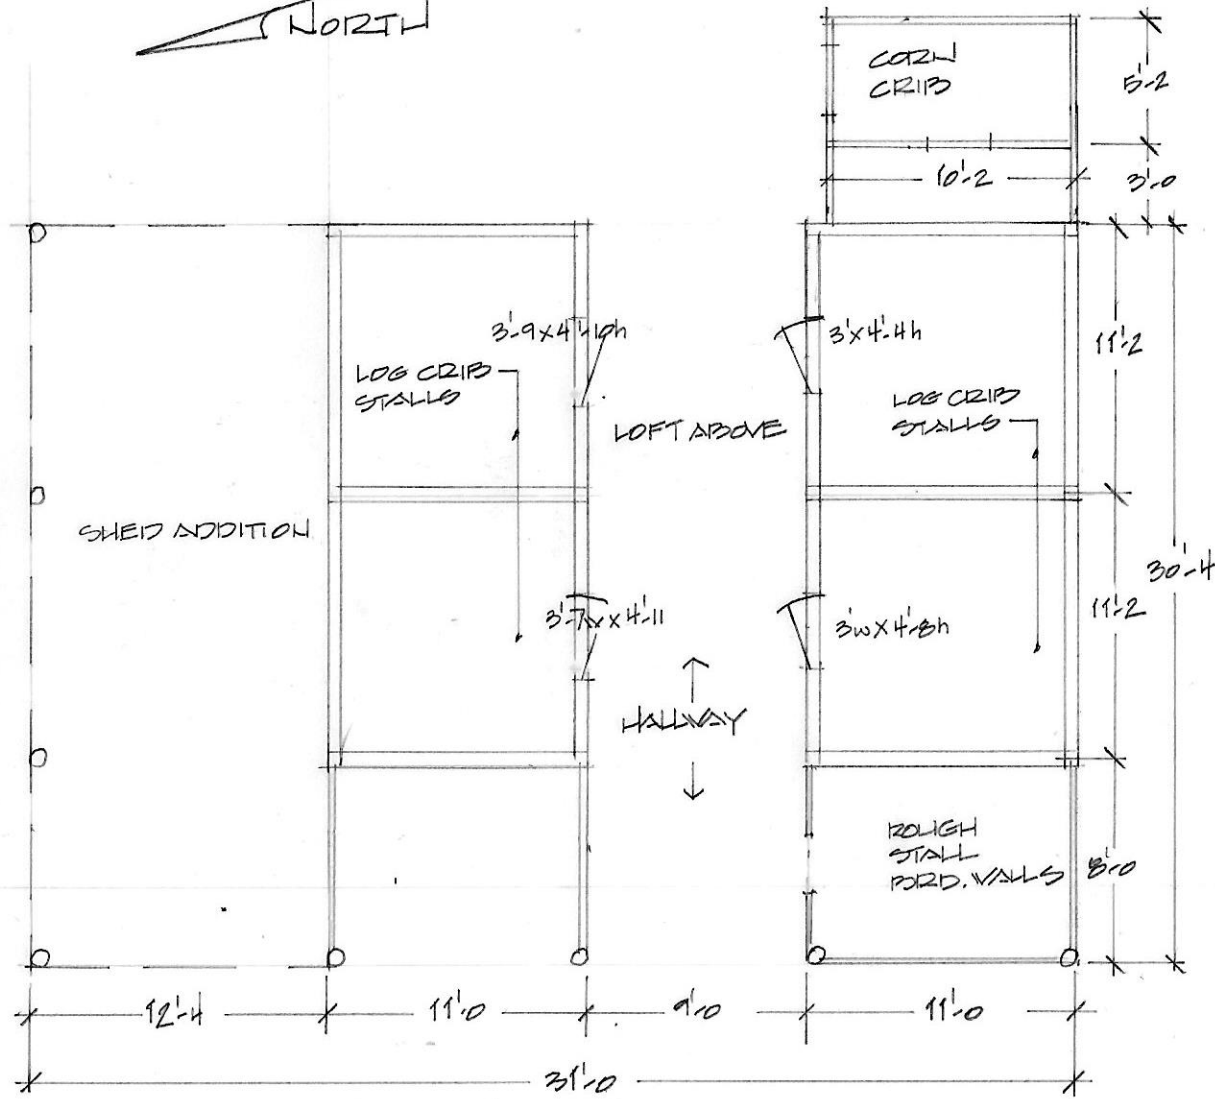 NORTH
CORN
CRIB
5'-2
10'-2
3'-0
3'-9x4'-10h
3'x4'-4h
11'-2
LOG CRIB
STALLS
LOG CRIB
STALLS
LOFT ABOVE
SHED ADDITION
30'-4
3'-7w x 4'-11
3'w x 4'-8h
11'-2
HALLWAY
ROUGH
STALL
BRD. WALLS
8'-0
12'-4
11'-0
9'-0
11'-0
31'-0